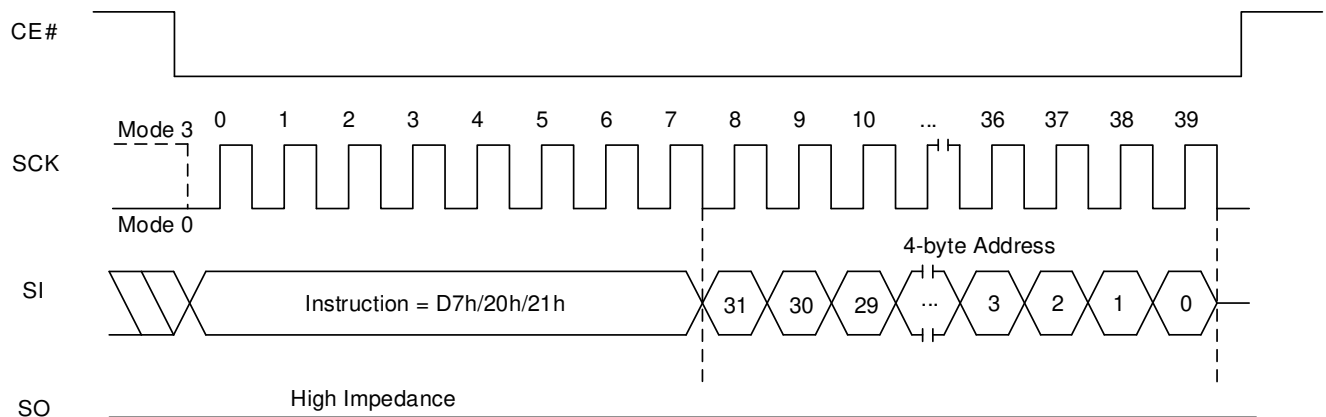 CE#
Mode 3
0 1 2 3 4 5 6 7 8 9 10 ... 36 37 38 39
SCK
Mode 0
4-byte Address
SI
Instruction = D7h/20h/21h
31 30 29 ... 3 2 1 0
High Impedance
SO